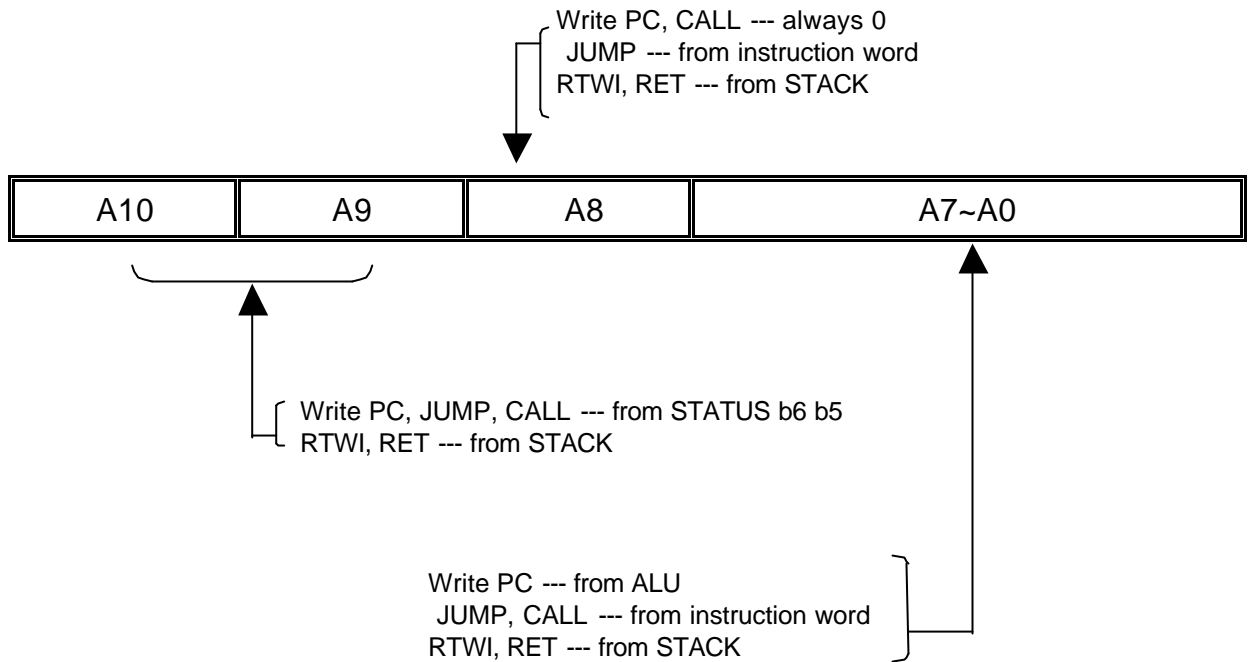 Write PC, CALL --- always 0
JUMP --- from instruction word
RTWI, RET --- from STACK
A10 A9 A8 A7~A0
Write PC, JUMP, CALL --- from STATUS b6 b5
RTWI, RET --- from STACK
Write PC --- from ALU
JUMP, CALL --- from instruction word
RTWI, RET --- from STACK